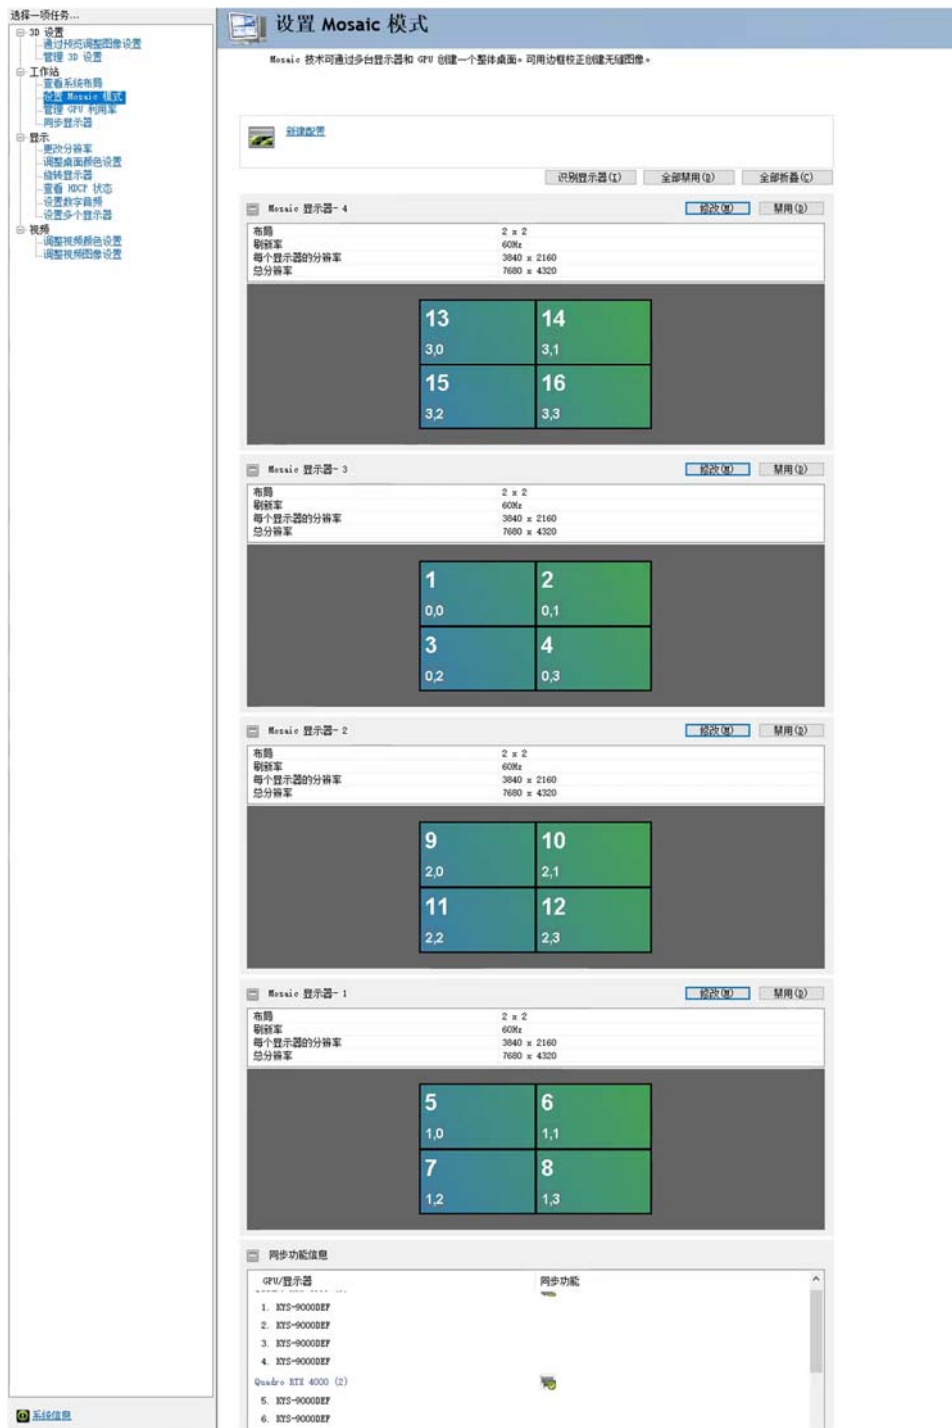 选择一项任务...
3D 设置
通过预览调整图像设置
管理 3D 设置
工作站
查看系统布局
设置 Mosaic 模式
管理 GPU 利用率
同步显示器
显示
更改分辨率
调整桌面颜色设置
旋转显示器
查看 HDCP 状态
设置数字音频
设置多个显示器
视频
调整视频颜色设置
调整视频图像设置
系统信息
设置 Mosaic 模式
Mosaic 技术可通过多台显示器和 GPU 创建一个整体桌面。可用边框校正创建无缝图像。
新建配置
识别显示器(I) 全部禁用(D) 全部折叠(C)
Mosaic 显示器- 4 修改(M) 禁用(D)
布局 2 x 2
刷新率 60Hz
每个显示器的分辨率 3840 x 2160
总分辨率 7680 x 4320
13 14
3,0 3,1
15 16
3,2 3,3
Mosaic 显示器- 3 修改(M) 禁用(D)
布局 2 x 2
刷新率 60Hz
每个显示器的分辨率 3840 x 2160
总分辨率 7680 x 4320
1 2
0,0 0,1
3 4
0,2 0,3
Mosaic 显示器- 2 修改(M) 禁用(D)
布局 2 x 2
刷新率 60Hz
每个显示器的分辨率 3840 x 2160
总分辨率 7680 x 4320
9 10
2,0 2,1
11 12
2,2 2,3
Mosaic 显示器- 1 修改(M) 禁用(D)
布局 2 x 2
刷新率 60Hz
每个显示器的分辨率 3840 x 2160
总分辨率 7680 x 4320
5 6
1,0 1,1
7 8
1,2 1,3
同步功能信息
GPU/显示器 同步功能
1. KYS-9000DEF
2. KYS-9000DEF
3. KYS-9000DEF
4. KYS-9000DEF
Quadro RTX 4000 (2)
5. KYS-9000DEF
6. KYS-9000DEF